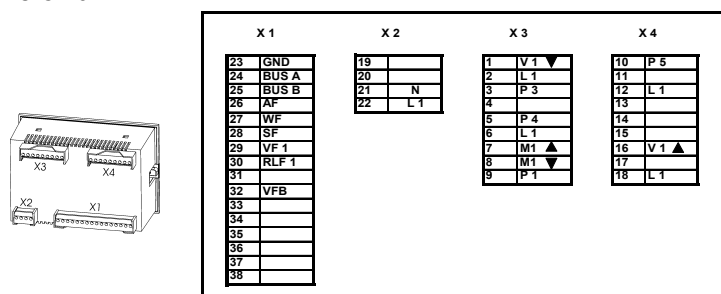 X 1 X 2 X 3 X 4
23 GND 19 1 V 1 ▼ 10 P 5
24 BUS A 20 2 L 1 11
25 BUS B 21 N 3 P 3 12 L 1
26 AF 22 L 1 4 13
27 WF 5 P 4 14
28 SF 6 L 1 15
29 VF 1 7 M1 ▲ 16 V 1 ▲
30 RLF 1 8 M1 ▼ 17
31 9 P 1 18 L 1
32 VFB
33
34
35
36
37
38
X3 X4
X2 X1